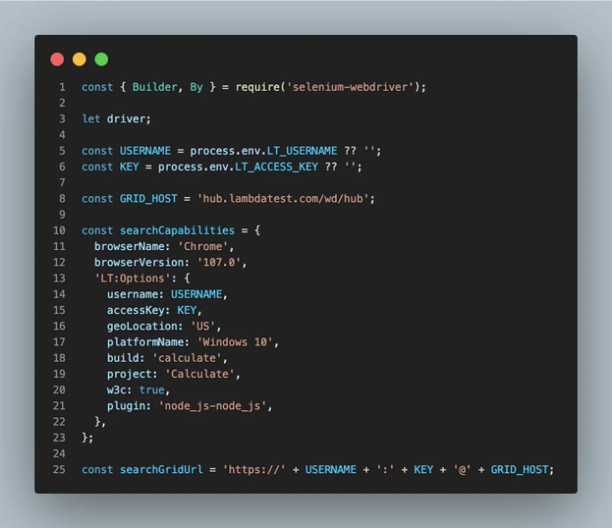 1 const { Builder, By } = require('selenium-webdriver');
2
3 let driver;
4
5 const USERNAME = process.env.LT_USERNAME ?? '';
6 const KEY = process.env.LT_ACCESS_KEY ?? '';
7
8 const GRID_HOST = 'hub.lambdatest.com/wd/hub';
9
10 const searchCapabilities = {
11   browserName: 'Chrome',
12   browserVersion: '107.0',
13   'LT:Options': {
14     username: USERNAME,
15     accessKey: KEY,
16     geoLocation: 'US',
17     platformName: 'Windows 10',
18     build: 'calculate',
19     project: 'Calculate',
20     w3c: true,
21     plugin: 'node_js-node_js',
22   },
23 };
24
25 const searchGridUrl = 'https://' + USERNAME + ':' + KEY + '@' + GRID_HOST;